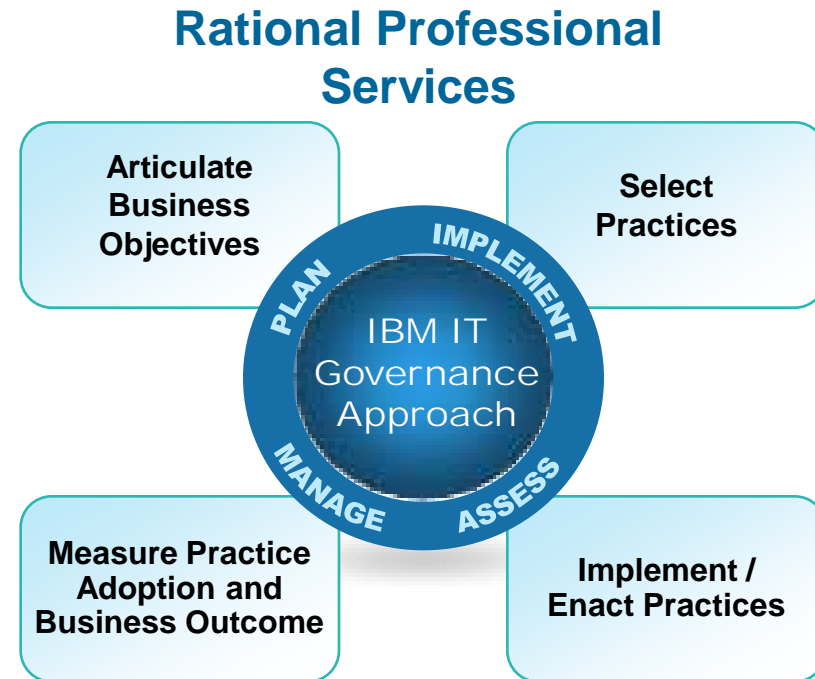 Rational Professional
Services
Articulate
Business
Objectives
Select
Practices
PLAN
IMPLEMENT
IBM IT
Governance
Approach
MANAGE
ASSESS
Measure Practice
Adoption and
Business Outcome
Implement /
Enact Practices